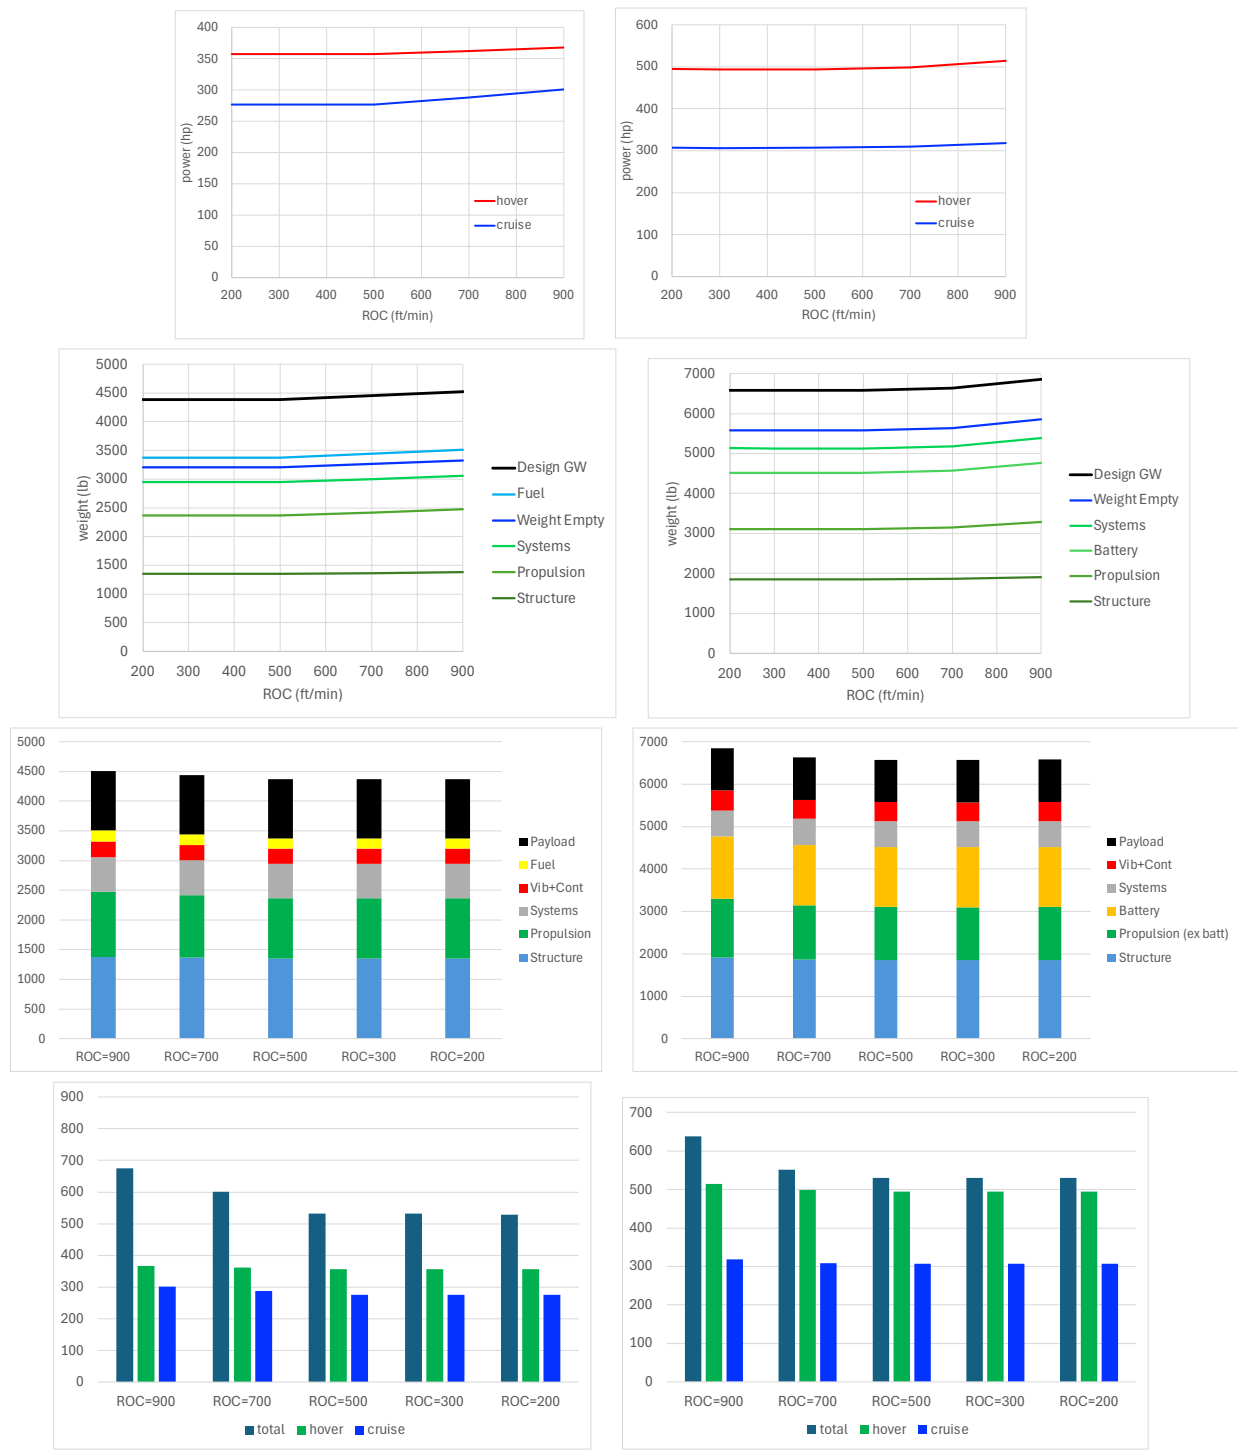 400
350
300
250
200
150
100
50
0
power (hp)
hover
cruise
200 300 400 500 600 700 800 900
ROC (ft/min)
600
500
400
300
200
100
0
power (hp)
hover
cruise
200 300 400 500 600 700 800 900
ROC (ft/min)
5000
4500
4000
3500
3000
2500
2000
1500
1000
500
0
weight (lb)
Design GW
Fuel
Weight Empty
Systems
Propulsion
Structure
200 300 400 500 600 700 800 900
ROC (ft/min)
7000
6000
5000
4000
3000
2000
1000
0
weight (lb)
Design GW
Weight Empty
Systems
Battery
Propulsion
Structure
200 300 400 500 600 700 800 900
ROC (ft/min)
5000
4500
4000
3500
3000
2500
2000
1500
1000
500
0
Payload
Fuel
Vib+Cont
Systems
Propulsion
Structure
ROC=900 ROC=700 ROC=500 ROC=300 ROC=200
7000
6000
5000
4000
3000
2000
1000
0
Payload
Vib+Cont
Systems
Battery
Propulsion (ex batt)
Structure
ROC=900 ROC=700 ROC=500 ROC=300 ROC=200
900
800
700
600
500
400
300
200
100
0
ROC=900 ROC=700 ROC=500 ROC=300 ROC=200
total hover cruise
700
600
500
400
300
200
100
0
ROC=900 ROC=700 ROC=500 ROC=300 ROC=200
total hover cruise